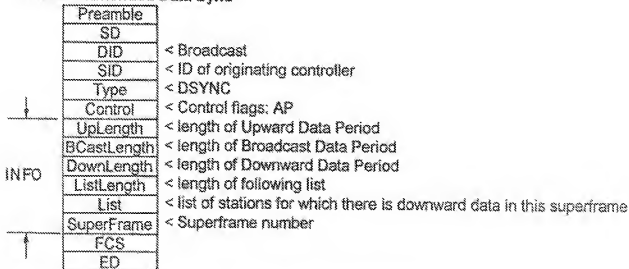 Preamble
SD
DID < Broadcast
SID < ID of originating controller
Type < DSYNC
Control < Control flags: AP
UpLength < length of Upward Data Period
BCastLength < length of Broadcast Data Period
INFO
DownLength < length of Downward Data Period
ListLength < length of following list
List < list of stations for which there is downward data in this superframe
SuperFrame < Superframe number
FCS
ED